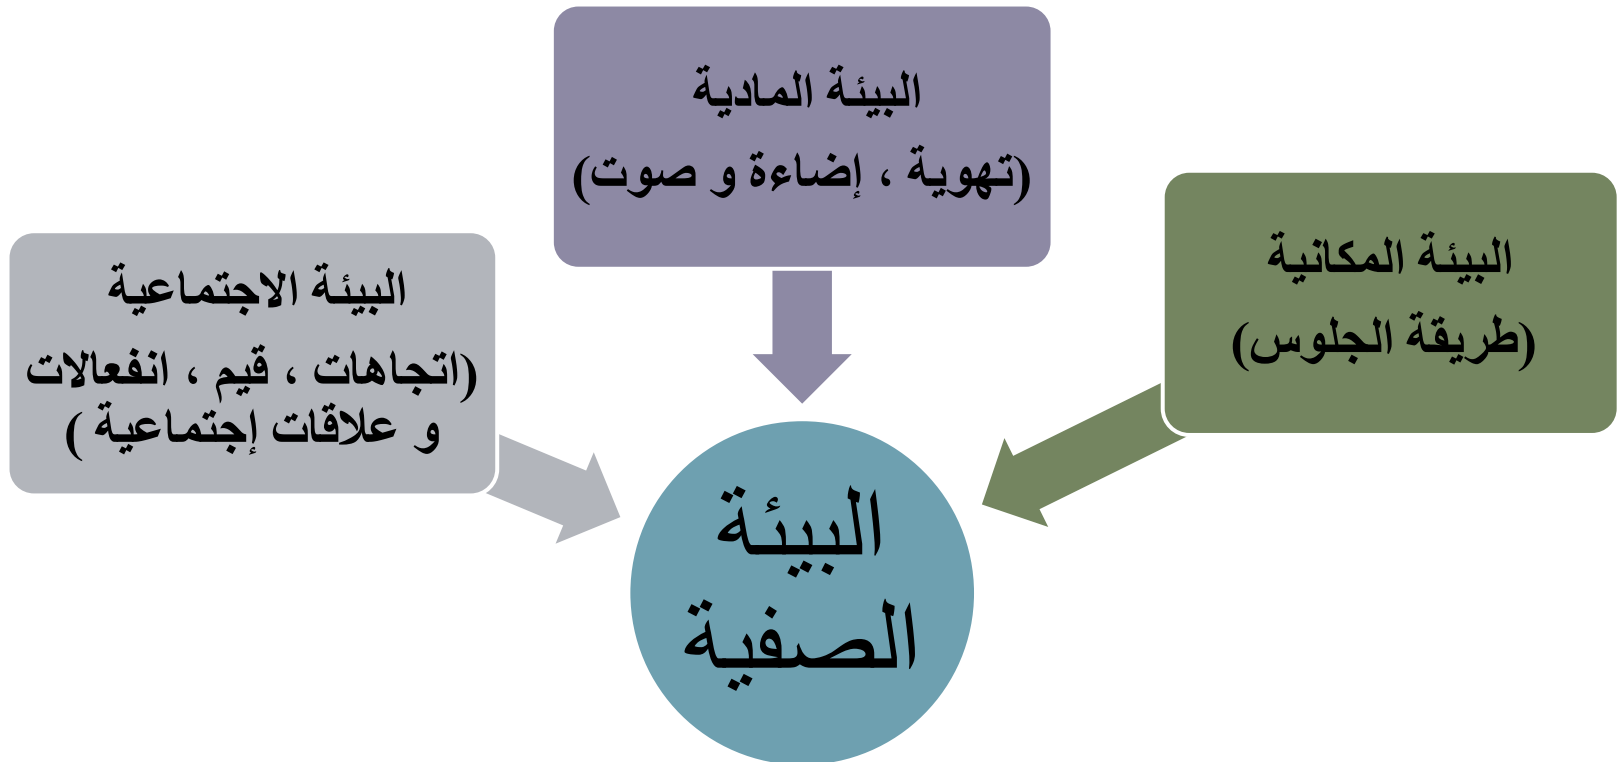 البيئة المادية
(تهوية ، إضاءة و صوت)
البيئة المكانية
(طريقة الجلوس)
البيئة الاجتماعية
(اتجاهات ، قيم ، انفعالات
و علاقات إجتماعية )
البيئة
الصفية